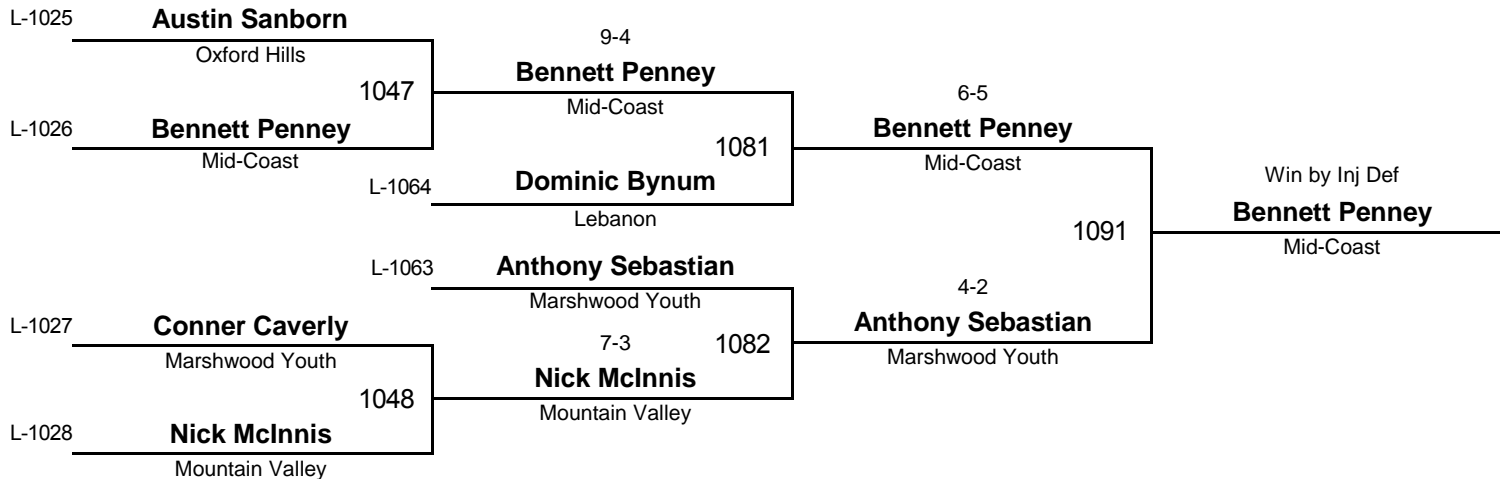 L-1025
Austin Sanborn
Oxford Hills
1047
L-1026
Bennett Penney
Mid-Coast
9-4
Bennett Penney
Mid-Coast
1081
L-1064
Dominic Bynum
Lebanon
6-5
Bennett Penney
Mid-Coast
1091
Win by Inj Def
Bennett Penney
Mid-Coast
L-1063
Anthony Sebastian
Marshwood Youth
1082
4-2
Anthony Sebastian
Marshwood Youth
L-1027
Conner Caverly
Marshwood Youth
1048
7-3
Nick McInnis
Mountain Valley
L-1028
Nick McInnis
Mountain Valley